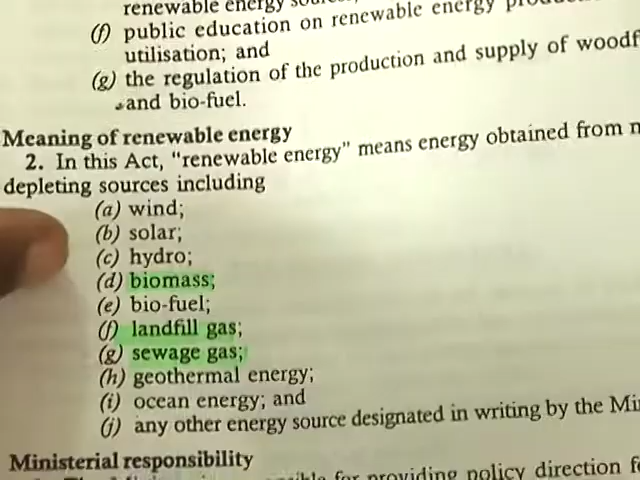 renewable energy
(f) public education on renewable energy
utilisation; and
(g) the regulation of the production and supply of
and bio-fuel.
Meaning of renewable energy
2. In this Act, “renewable energy” means energy obtained from
depleting sources including
(a) wind;
(b) solar;
(c) hydro;
(d) biomass;
(e) bio-fuel;
(f) landfill gas;
(g) sewage gas;
(h) geothermal energy;
(i) ocean energy; and
(j) any other energy source designated in writing by the
Ministerial responsibility
for providing policy direction